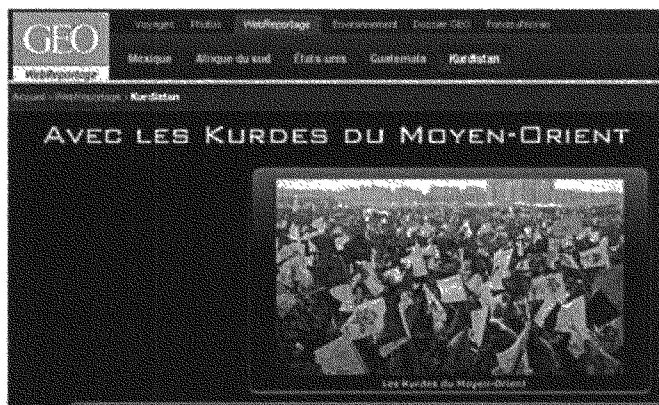 GEO
WebReportage
Voyages Photos WebReportage Environnement Dossier GEO Fonds d'écran
Mexique Afrique du sud États unis Guatemala Kurdistan
Accueil - WebReportage - Kurdistan
AVEC LES KURDES DU MOYEN-ORIENT
Les Kurdes du Moyen-Orient